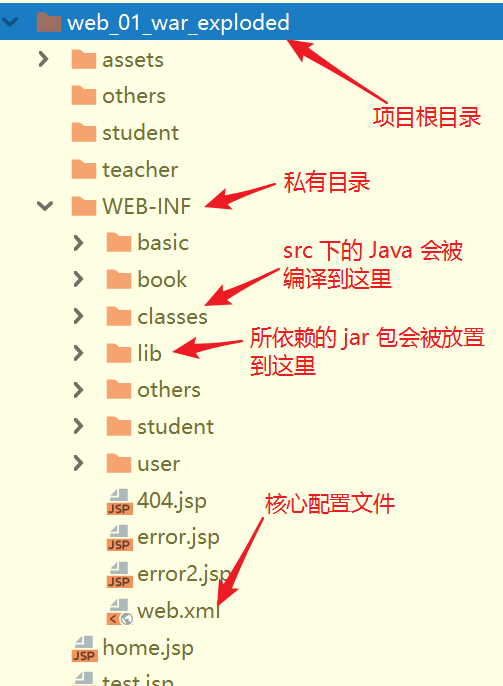 web_01_war_exploded
assets
项目根目录
others
student
teacher
私有目录
WEB-INF
basic
src 下的 Java 会被
编译到这里
book
classes
所依赖的 jar 包会被放置
到这里
lib
others
student
user
核心配置文件
404.jsp
JSP
error.jsp
JSP
error2.jsp
JSP
web.xml
home.jsp
JSP
test.jsp